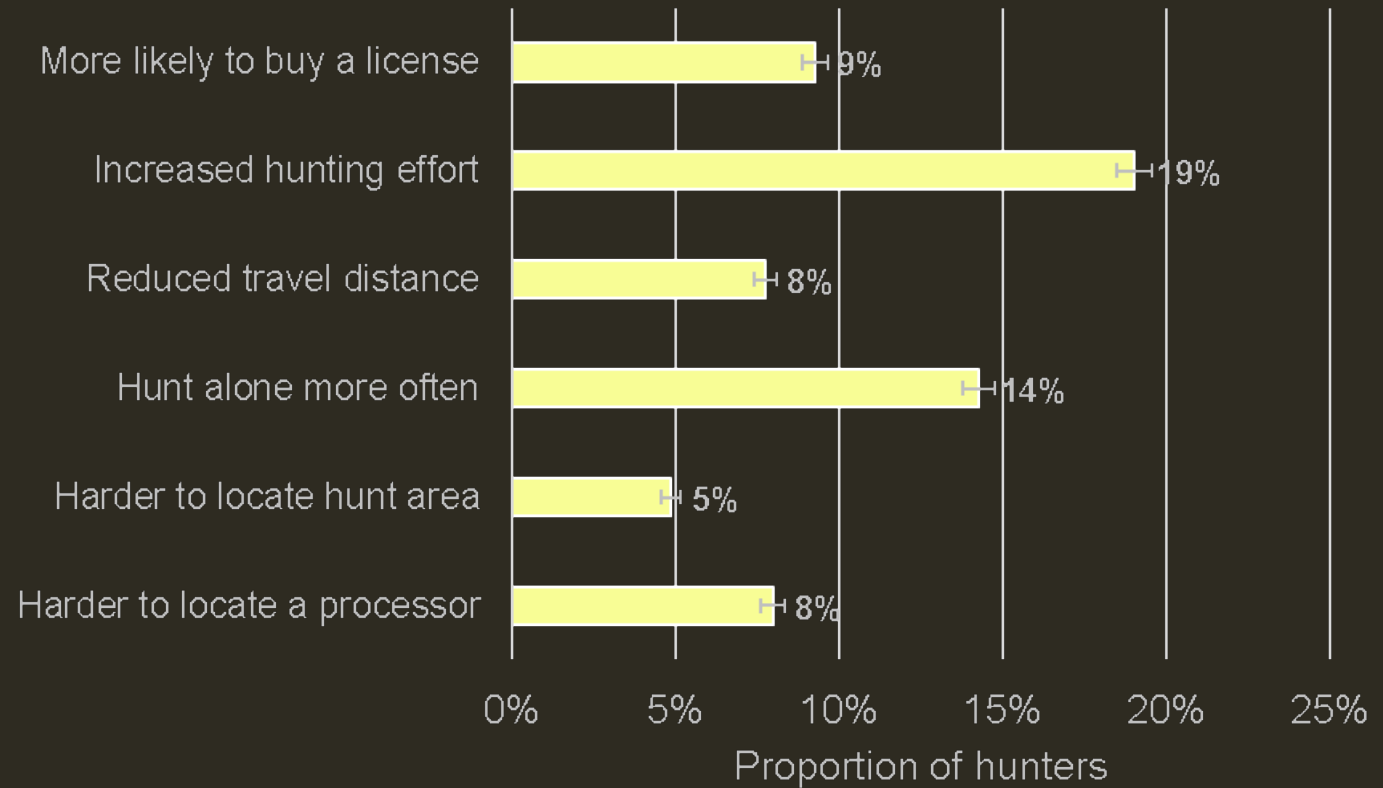 More likely to buy a license 9%
Increased hunting effort 19%
Reduced travel distance 8%
Hunt alone more often 14%
Harder to locate hunt area 5%
Harder to locate a processor 8%
0% 5% 10% 15% 20% 25%
Proportion of hunters